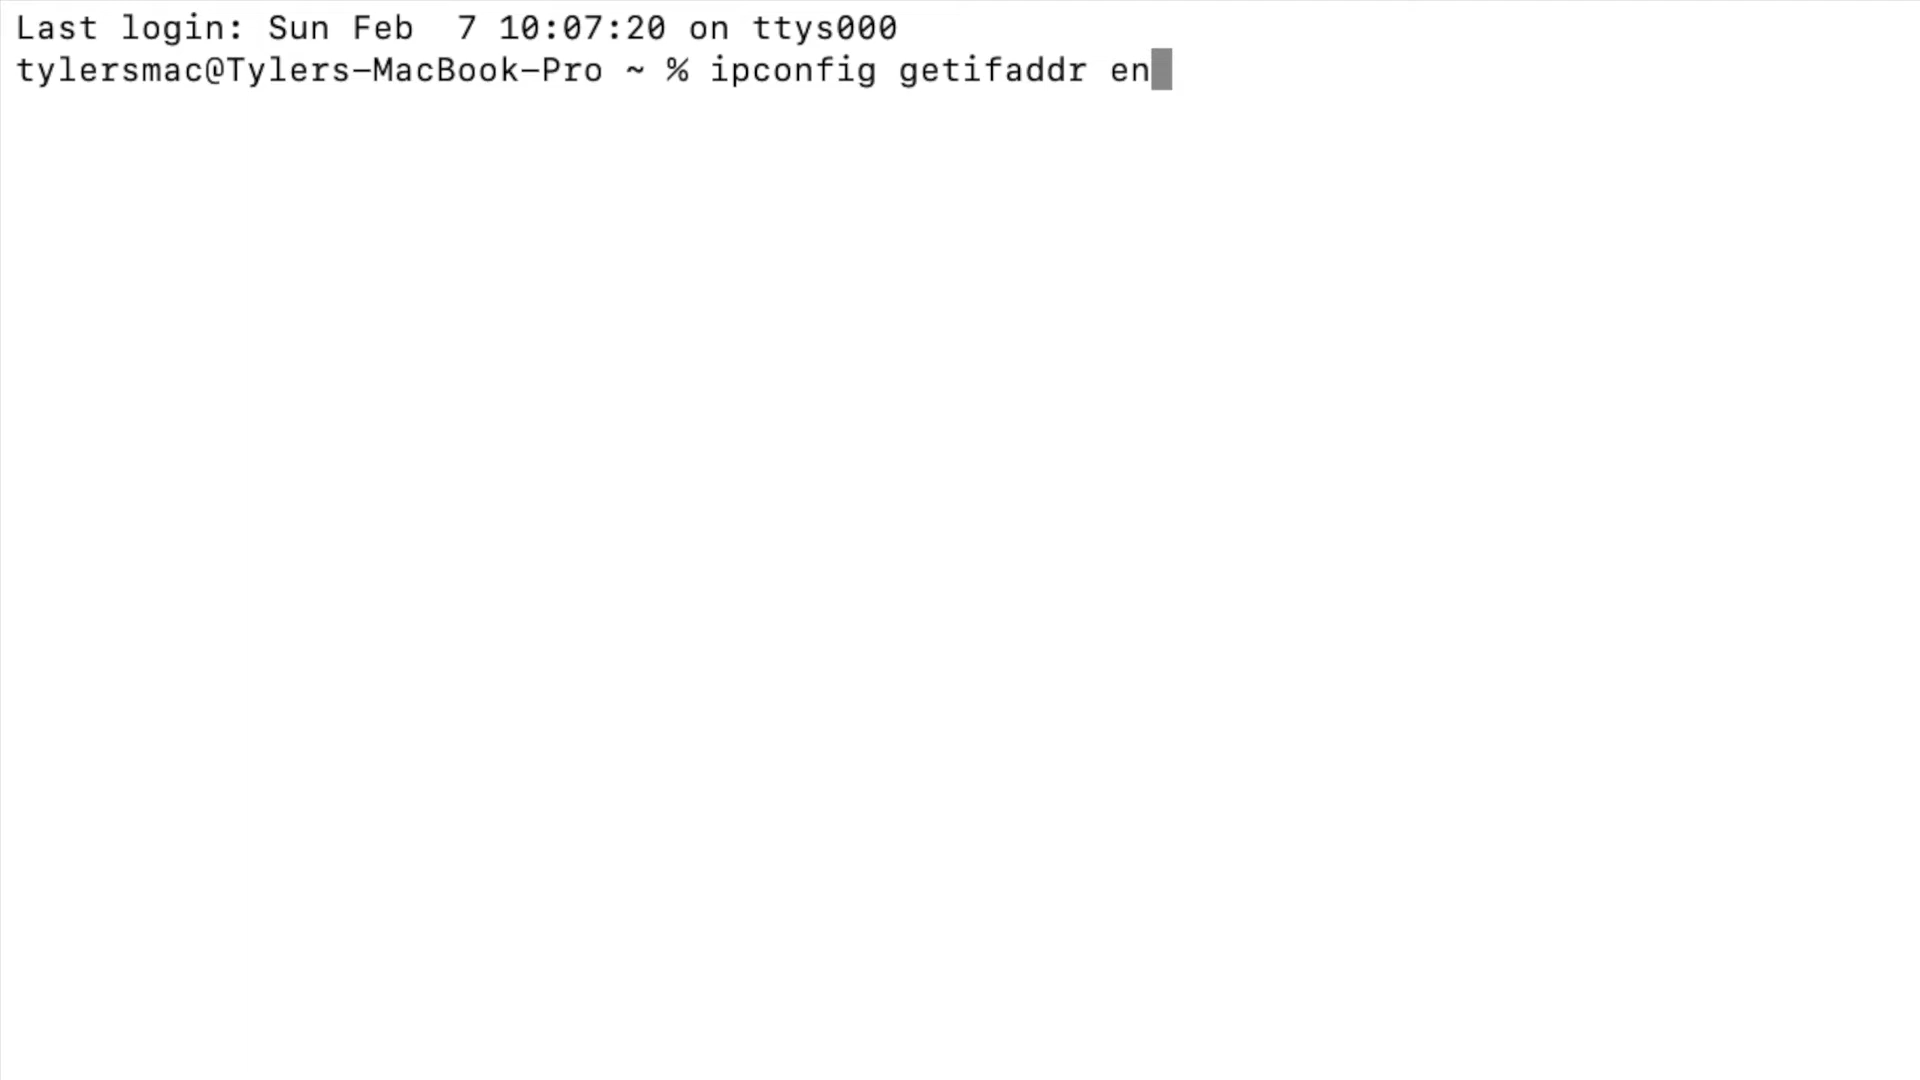 Last login: Sun Feb  7 10:07:20 on ttys000
tylersmac@Tylers-MacBook-Pro ~ % ipconfig getifaddr en